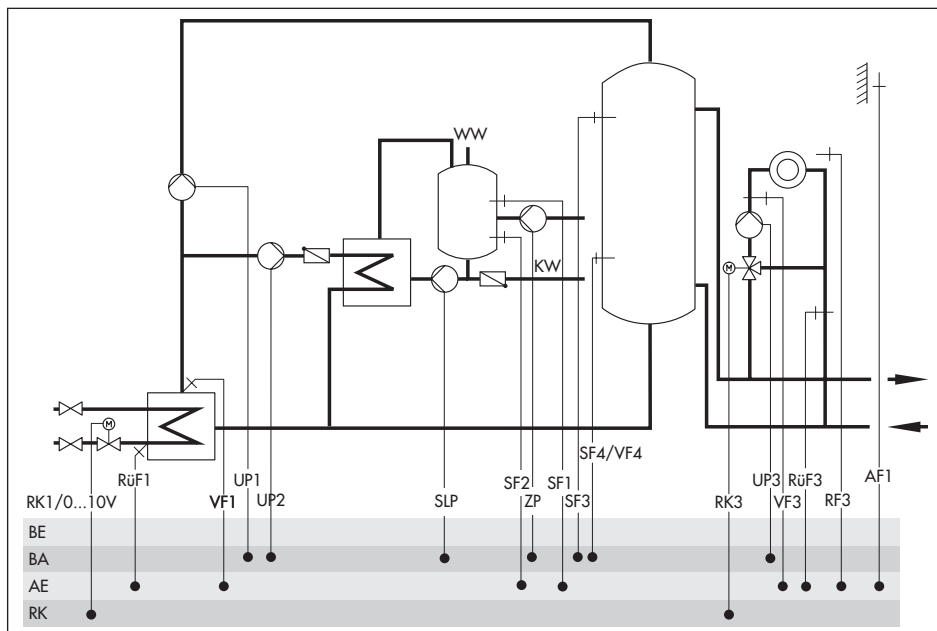 WW
KW
M
M
SF4/VF4
RüF1
UP1
SF2
SF1
UP3
RüF3
AF1
RK1/0...10V
VF1
UP2
SLP
ZP
SF3
RK3
VF3
RF3
BE
BA
AE
RK